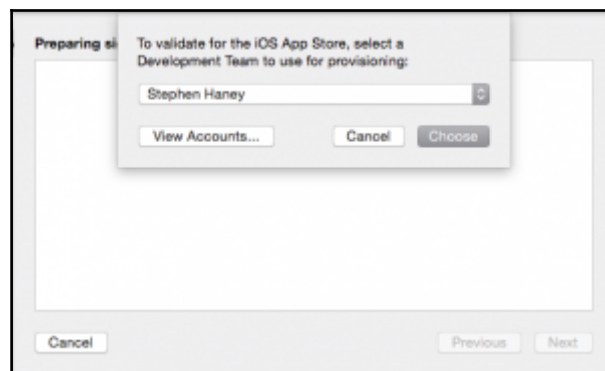 Preparing si
To validate for the iOS App Store, select a
Development Team to use for provisioning:
Stephen Haney
View Accounts...
Cancel
Choose
Cancel
Previous
Next